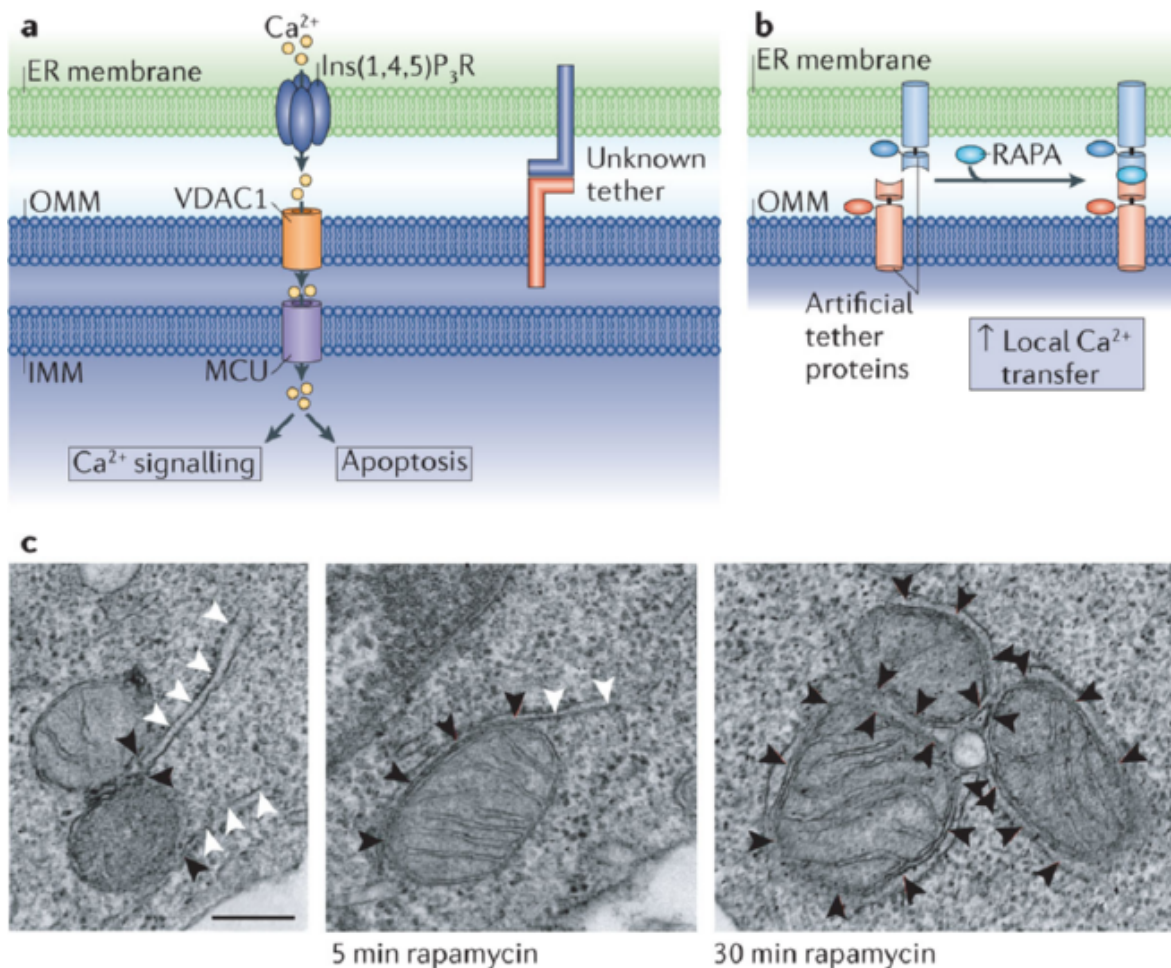 a
Ca²⁺
ER membrane
Ins(1,4,5)P₃R
Unknown
tether
OMM
VDAC1
IMM
MCU
Ca²⁺ signalling
Apoptosis
b
ER membrane
RAPA
OMM
Artificial
tether
proteins
↑ Local Ca²⁺
transfer
c
5 min rapamycin
30 min rapamycin